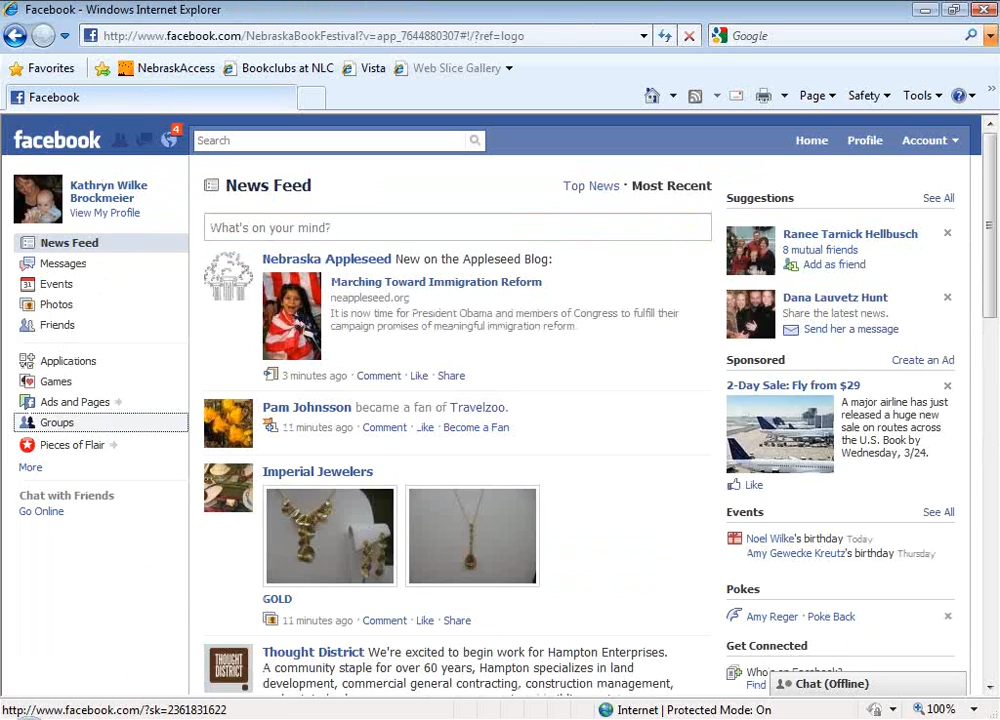 Facebook - Windows Internet Explorer
http://www.facebook.com/NebraskaBookFestival?v=app_7644880307#!/?ref=logo
Google
Favorites
NebraskAccess
Bookclubs at NLC
Vista
Web Slice Gallery
Facebook
Page
Safety
Tools
facebook
4
Search
Home Profile Account
Kathryn Wilke
Brockmeier
View My Profile
News Feed
Messages
31 Events
Photos
Friends
Applications
Games
Ads and Pages
Groups
Pieces of Flair
More
Chat with Friends
Go Online
News Feed
Top News · Most Recent
What's on your mind?
Nebraska Appleseed New on the Appleseed Blog:
Marching Toward Immigration Reform
neappleseed.org
It is now time for President Obama and members of Congress to fulfill their
campaign promises of meaningful immigration reform.
3 minutes ago · Comment · Like · Share
Pam Johnsson became a fan of Travelzoo.
11 minutes ago · Comment · Like · Become a Fan
Imperial Jewelers
GOLD
11 minutes ago · Comment · Like · Share
THOUGHT
DISTRICT
Thought District We're excited to begin work for Hampton Enterprises.
A community staple for over 60 years, Hampton specializes in land
development, commercial general contracting, construction management,
Suggestions
See All
Ranee Tarnick Hellbusch
8 mutual friends
Add as friend
Dana Lauvetz Hunt
Share the latest news.
Send her a message
Sponsored
Create an Ad
2-Day Sale: Fly from $29
A major airline has just
released a huge new
sale on routes across
the U.S. Book by
Wednesday, 3/24.
Like
Events
See All
Noel Wilke's birthday Today
Amy Gewecke Kreutz's birthday Thursday
Pokes
Amy Reger · Poke Back
Get Connected
Who's on Facebook?
Find
Chat (Offline)
http://www.facebook.com/?sk=2361831622
Internet | Protected Mode: On
100%